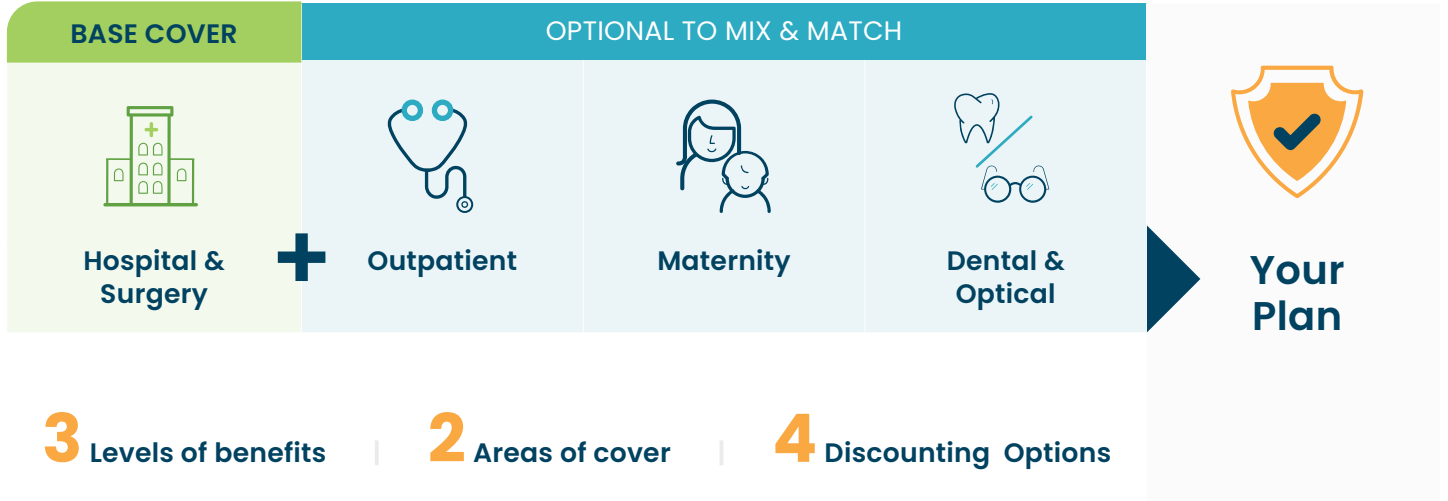 BASE COVER
OPTIONAL TO MIX & MATCH
Hospital &
Surgery
Outpatient
Maternity
Dental &
Optical
Your
Plan
3 Levels of benefits
2 Areas of cover
4 Discounting Options